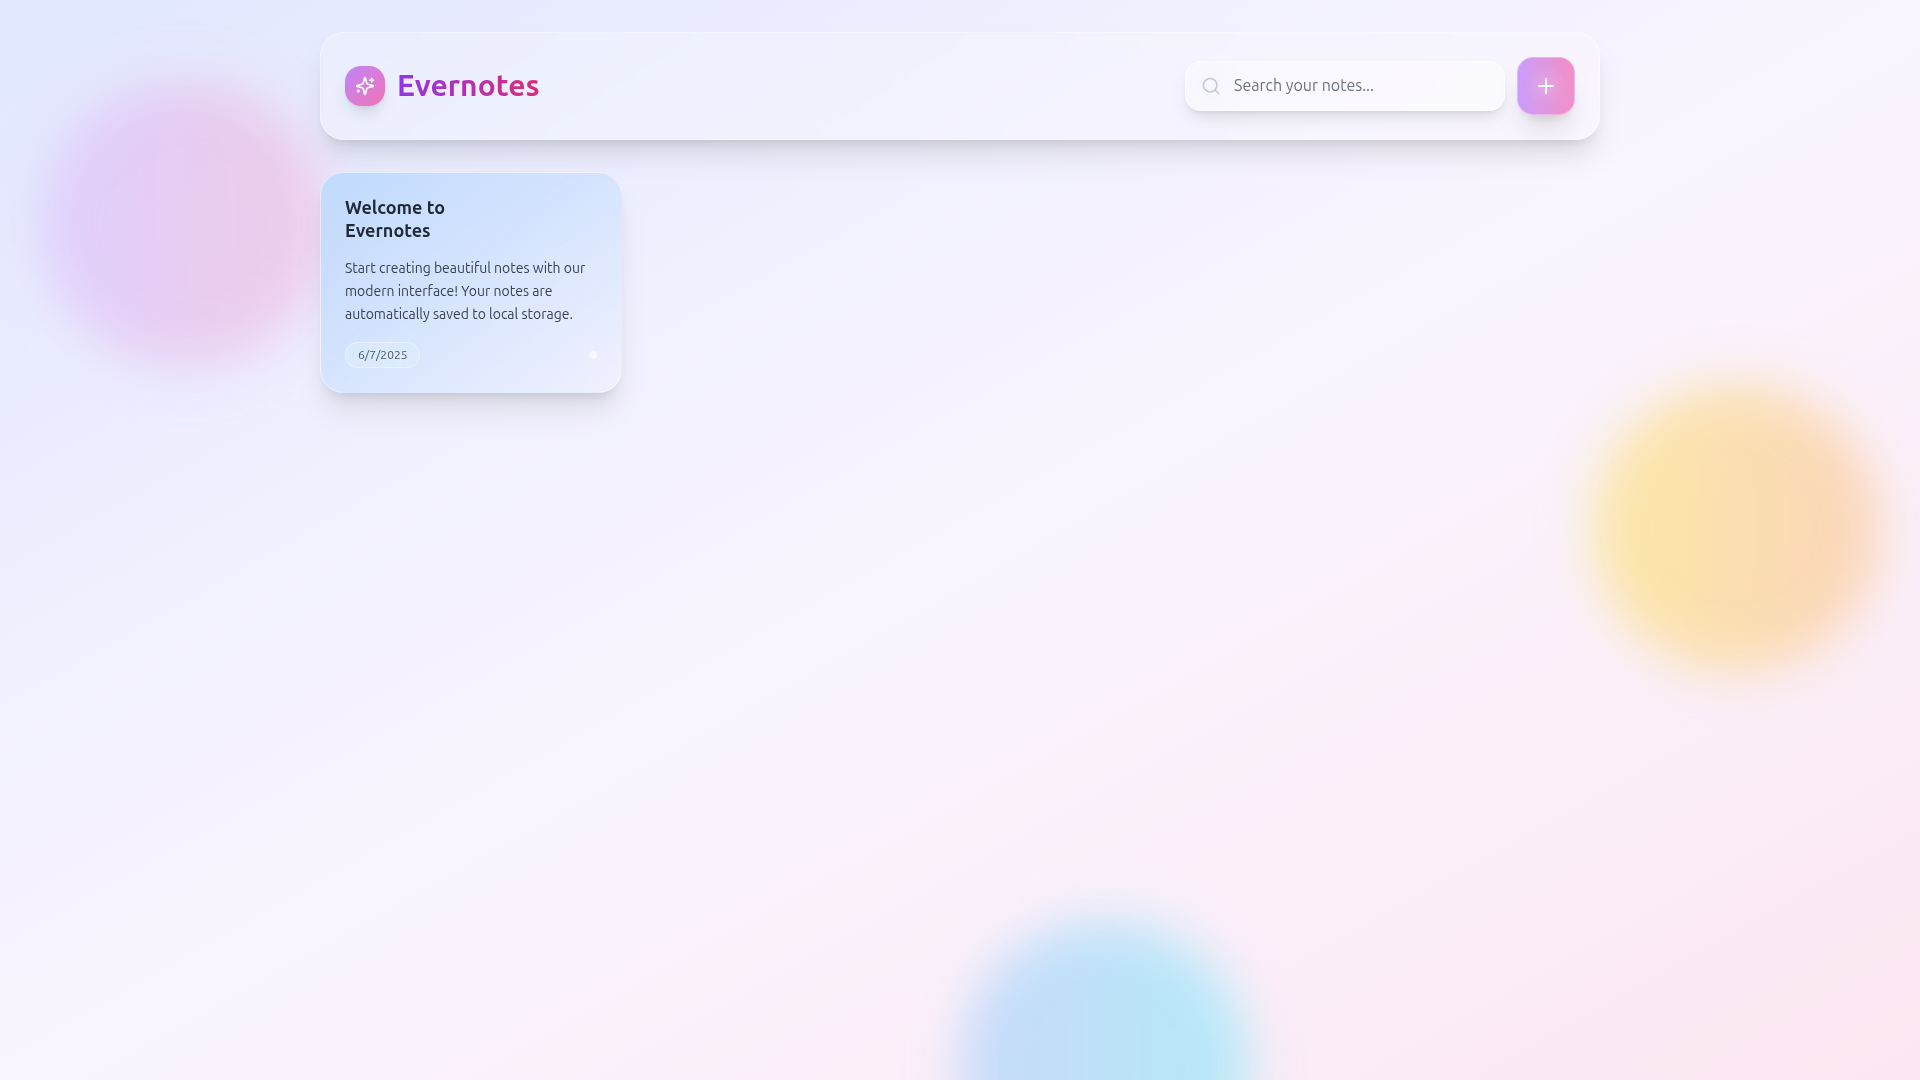 Evernotes
Search your notes...
Welcome to
Evernotes
Start creating beautiful notes with our
modern interface! Your notes are
automatically saved to local storage.
6/7/2025